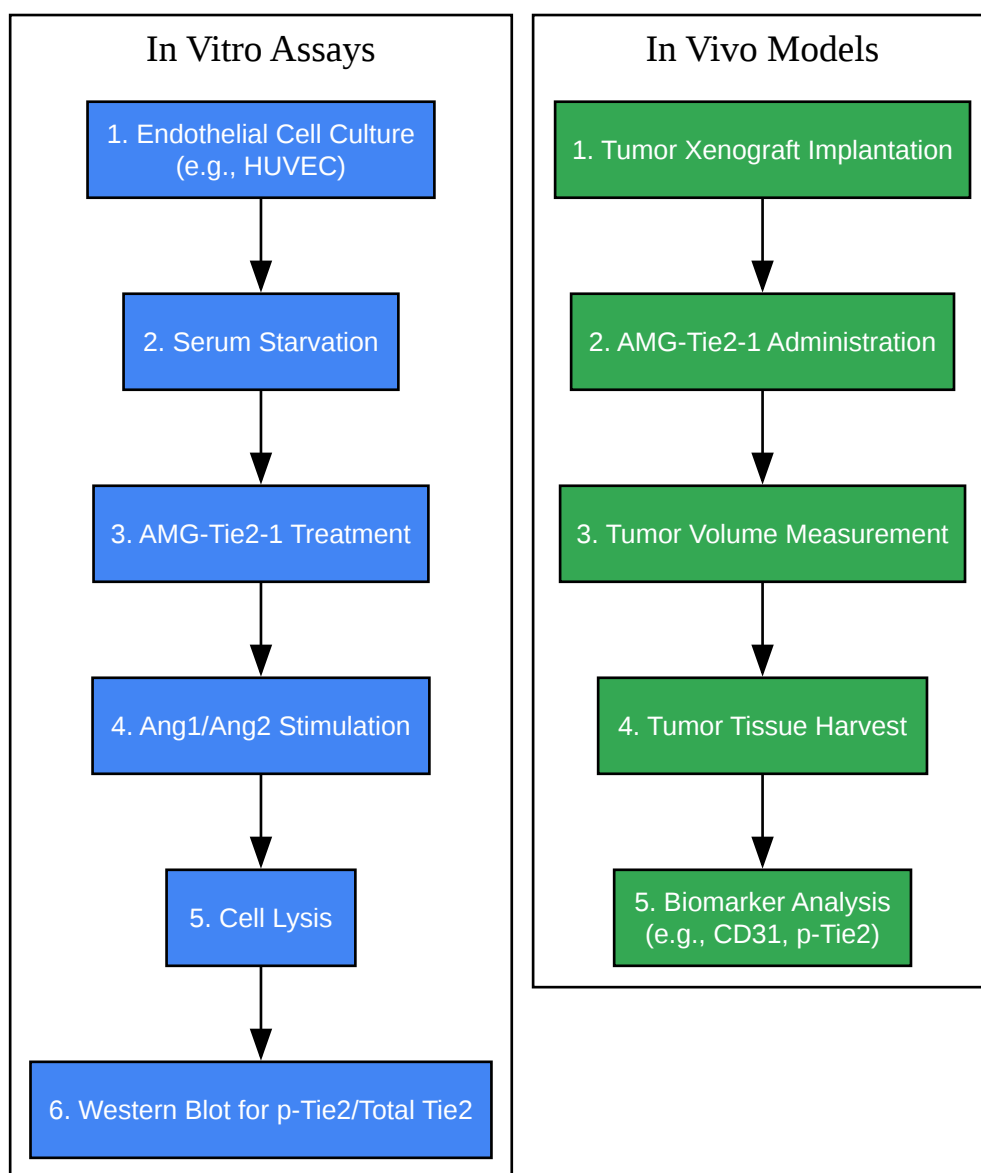 In Vitro Assays
1. Endothelial Cell Culture
(e.g., HUVEC)
2. Serum Starvation
3. AMG-Tie2-1 Treatment
4. Ang1/Ang2 Stimulation
5. Cell Lysis
6. Western Blot for p-Tie2/Total Tie2
In Vivo Models
1. Tumor Xenograft Implantation
2. AMG-Tie2-1 Administration
3. Tumor Volume Measurement
4. Tumor Tissue Harvest
5. Biomarker Analysis
(e.g., CD31, p-Tie2)